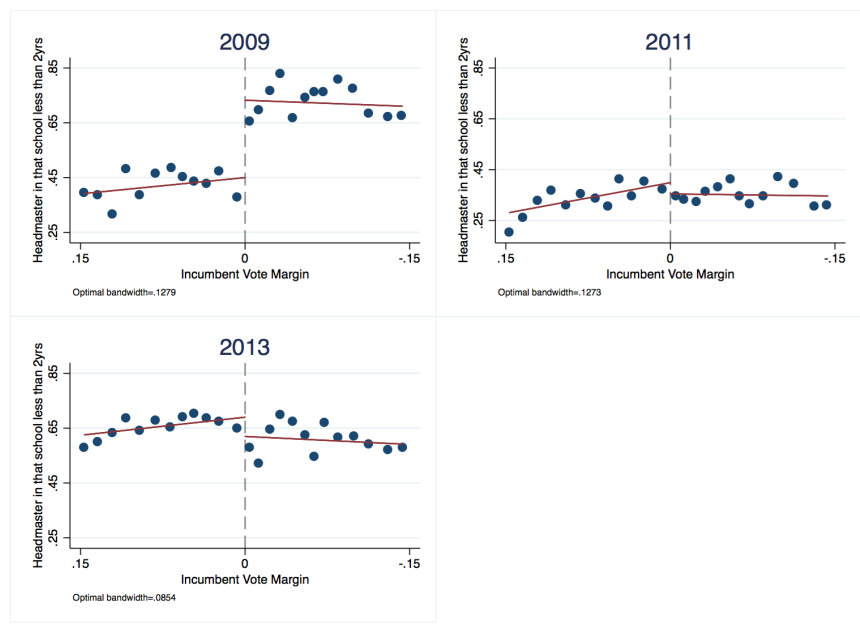 2009
Headmaster in that school less than 2yrs
.85
.65
.45
.25
.15
0
-.15
Incumbent Vote Margin
Optimal bandwidth=.1279
2011
Headmaster in that school less than 2yrs
.85
.65
.45
.25
.15
0
-.15
Incumbent Vote Margin
Optimal bandwidth=.1273
2013
Headmaster in that school less than 2yrs
.85
.65
.45
.25
.15
0
-.15
Incumbent Vote Margin
Optimal bandwidth=.0854